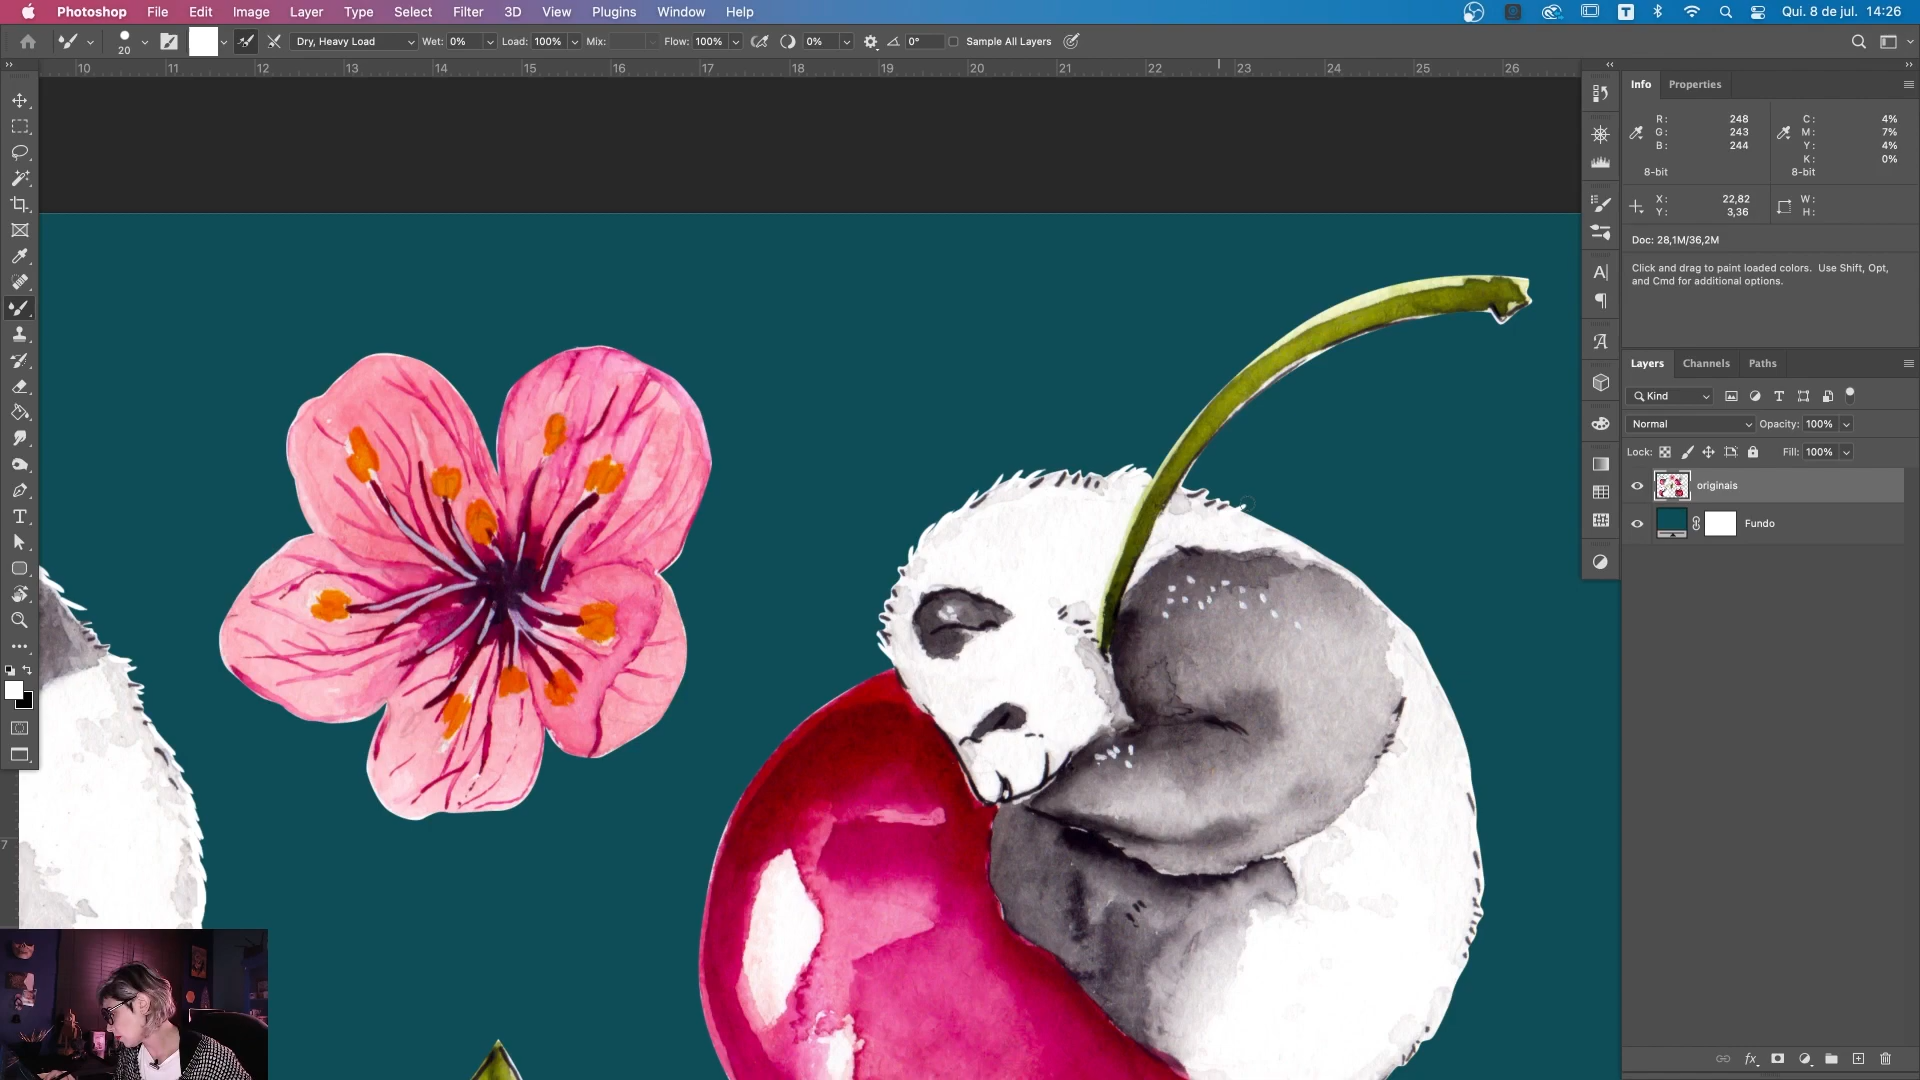 Photoshop File Edit Image Layer Type Select Filter 3D View Plugins Window Help Qui. 8 de jul. 14:26
20 Dry, Heavy Load Wet: 0% Load: 100% Mix: Flow: 100% 0% 0° Sample All Layers
10 11 12 13 14 15 16 17 18 19 20 21 22 23 24 25 26
7
Info Properties
R: 248 C: 4%
G: 243 M: 7%
B: 244 Y: 4%
K: 0%
8-bit 8-bit
X: 22,82 W:
Y: 3,36 H:
Doc: 28,1M/36,2M
Click and drag to paint loaded colors. Use Shift, Opt,
and Cmd for additional options.
Layers Channels Paths
Kind
Normal Opacity: 100%
Lock: Fill: 100%
originais
Fundo